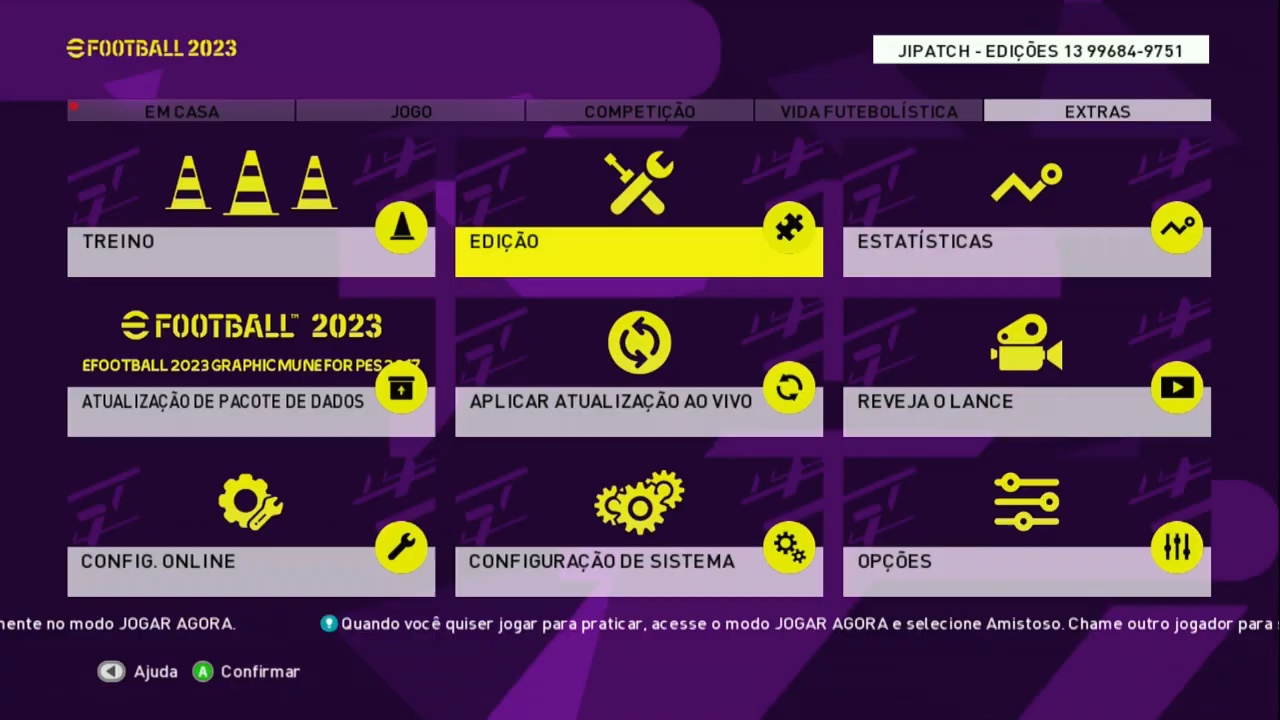 FOOTBALL 2023
JIPATCH - EDIÇÕES 13 99684-9751
EM CASA
JOGO
COMPETIÇÃO
VIDA FUTEBOLÍSTICA
EXTRAS
TREINO
EDIÇÃO
ESTATÍSTICAS
FOOTBALL™ 2023
EFOOTBALL 2023 GRAPHIC MUNE FOR PES 2017
ATUALIZAÇÃO DE PACOTE DE DADOS
APLICAR ATUALIZAÇÃO AO VIVO
REVEJA O LANCE
CONFIG. ONLINE
CONFIGURAÇÃO DE SISTEMA
OPÇÕES
mente no modo JOGAR AGORA. Quando você quiser jogar para praticar, acesse o modo JOGAR AGORA e selecione Amistoso. Chame outro jogador para
Ajuda A Confirmar